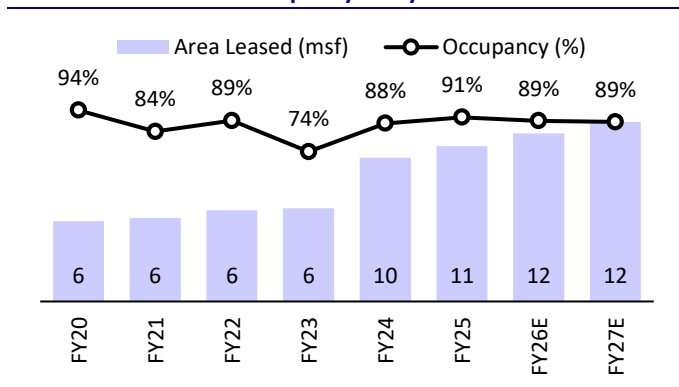 Area Leased (msf) Occupancy (%)
94% 84% 89% 74% 88% 91% 89% 89%
6 6 6 6 10 11 12 12
FY20 FY21 FY22 FY23 FY24 FY25 FY26E FY27E